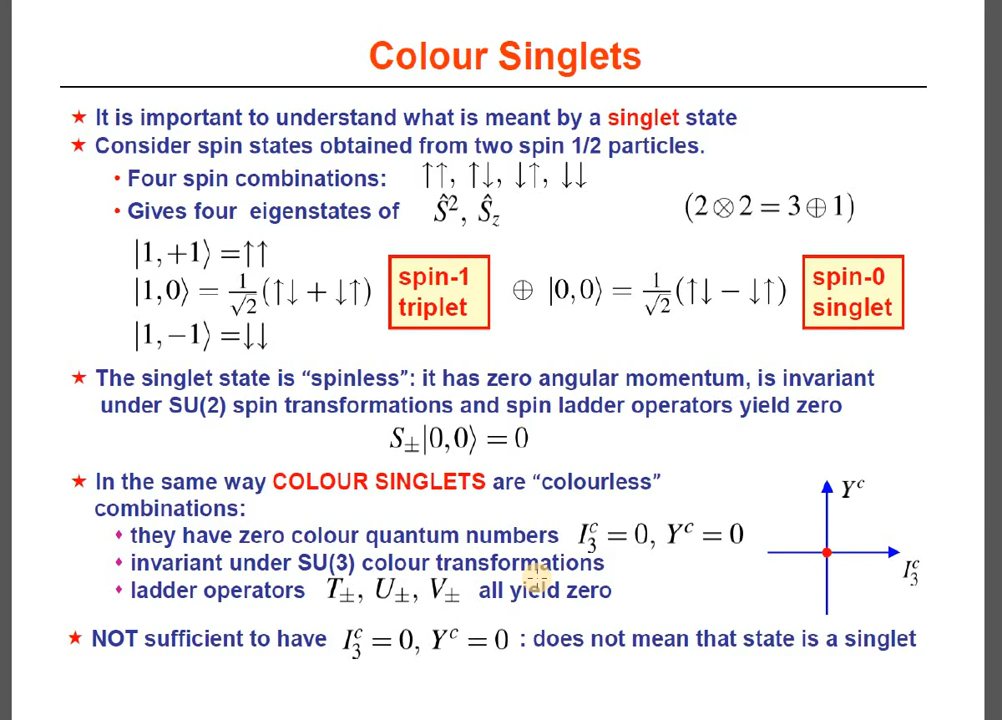 Colour Singlets
★ It is important to understand what is meant by a singlet state
★ Consider spin states obtained from two spin 1/2 particles.
• Four spin combinations: ↑↑, ↑↓, ↓↑, ↓↓
• Gives four eigenstates of Ŝ², Ŝ_z (2⊗2 = 3⊕1)
|1,+1⟩ =↑↑
|1,0⟩ = 1/√2(↑↓ + ↓↑) spin-1 triplet ⊕ |0,0⟩ = 1/√2(↑↓ − ↓↑) spin-0 singlet
|1,−1⟩ =↓↓
★ The singlet state is “spinless”: it has zero angular momentum, is invariant
under SU(2) spin transformations and spin ladder operators yield zero
S±|0,0⟩ = 0
★ In the same way COLOUR SINGLETS are “colourless”
combinations:
♦ they have zero colour quantum numbers I₃ᶜ = 0, Yᶜ = 0
♦ invariant under SU(3) colour transformations
♦ ladder operators T±, U±, V± all yield zero
Yᶜ
I₃ᶜ
★ NOT sufficient to have I₃ᶜ = 0, Yᶜ = 0 : does not mean that state is a singlet